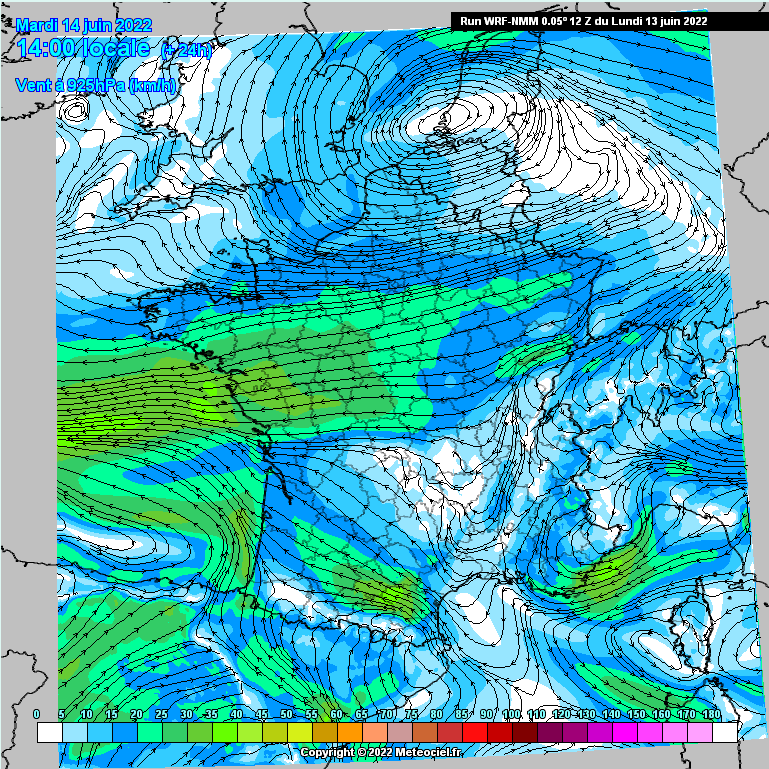 Mardi 14 juin 2022
14:00 locale (+ 24h)
Vent à 925hPa (km/h)
Run WRF-NMM 0.05° 12 Z du Lundi 13 juin 2022
0 5 10 15 20 25 30 35 40 45 50 55 60 65 70 75 80 85 90 100 110 120 130 140 150 160 170 180
Copyright © 2022 Meteociel.fr